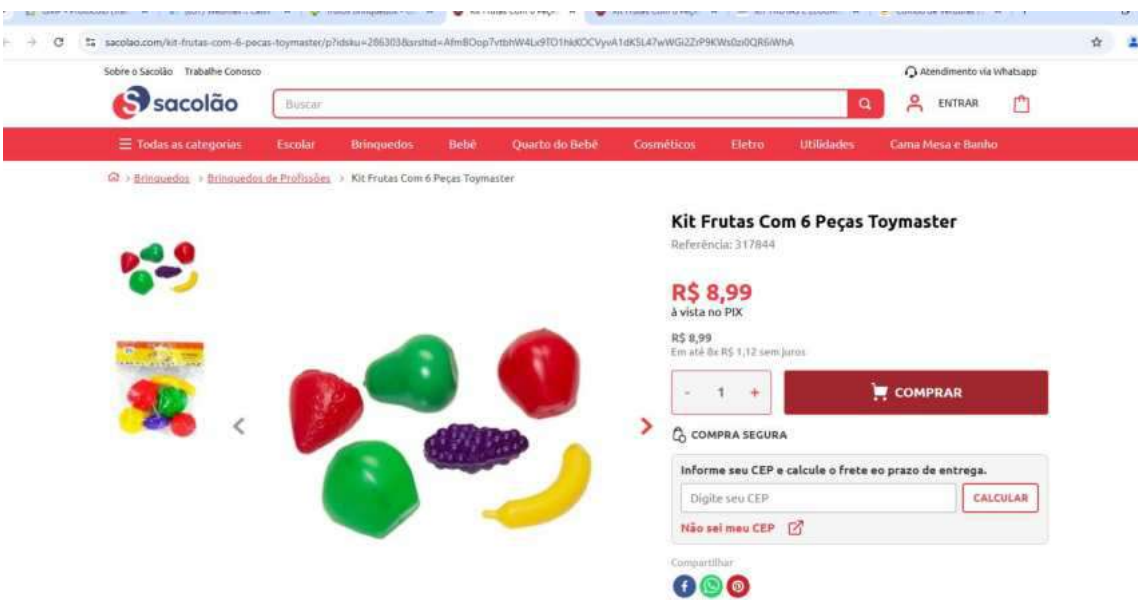 sacolao.com/kit-frutas-com-6-pecas-toymaster/p?idsku=286303&srsltid=
Sobre o Sacolão Trabalhe Conosco
Atendimento via Whatsapp
S sacolão
Buscar
ENTRAR
Todas as categorias Escolar Brinquedos Bebê Quarto do Bebê Cosméticos Eletro Utilidades Cama Mesa e Banho
Brinquedos > Brinquedos de Profissões > Kit Frutas Com 6 Peças Toymaster
Kit Frutas Com 6 Peças Toymaster
Referência: 317844
R$ 8,99
à vista no PIX
R$ 8,99
Em até 8x R$ 1,12 sem juros
- 1 +
COMPRAR
COMPRA SEGURA
Informe seu CEP e calcule o frete eo prazo de entrega.
Digite seu CEP
CALCULAR
Não sei meu CEP
Compartilhar